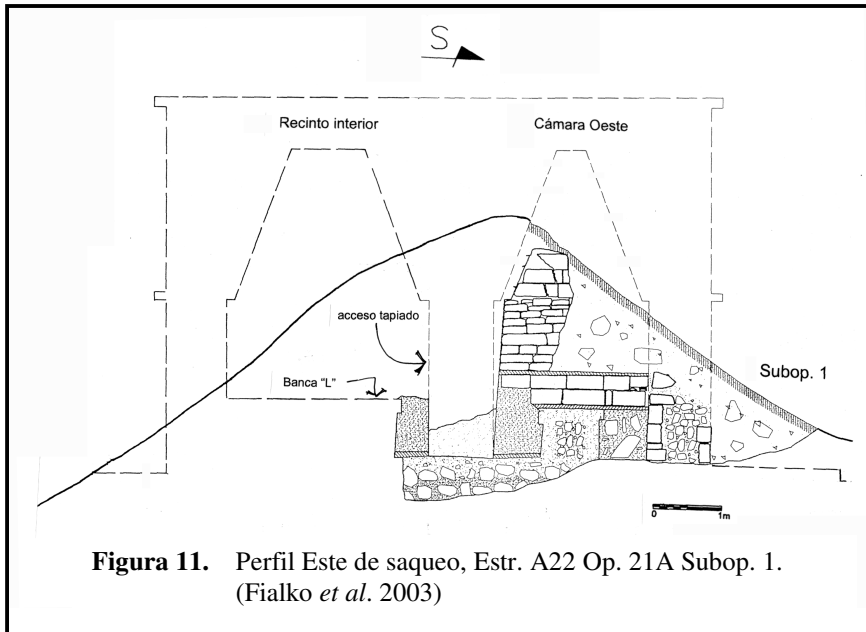 S
Recinto interior
Cámara Oeste
acceso tapiado
Banca "L"
Subop. 1
0 1m
Figura 11. Perfil Este de saqueo, Estr. A22 Op. 21A Subop. 1.
(Fialko et al. 2003)